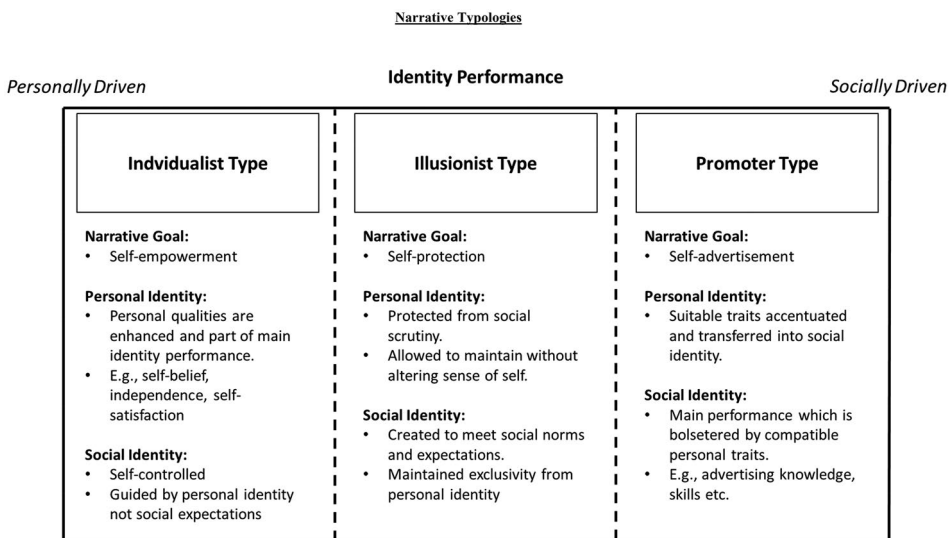 Narrative Typologies
Identity Performance
Personally Driven
Socially Driven
Indvidualist Type
Narrative Goal:
• Self-empowerment
Personal Identity:
• Personal qualities are
enhanced and part of main
identity performance.
• E.g., self-belief,
independence, self-
satisfaction
Social Identity:
• Self-controlled
• Guided by personal identity
not social expectations
Illusionist Type
Narrative Goal:
• Self-protection
Personal Identity:
• Protected from social
scrutiny.
• Allowed to maintain without
altering sense of self.
Social Identity:
• Created to meet social norms
and expectations.
• Maintained exclusivity from
personal identity
Promoter Type
Narrative Goal:
• Self-advertisement
Personal Identity:
• Suitable traits accentuated
and transferred into social
identity.
Social Identity:
• Main performance which is
bolsetered by compatible
personal traits.
• E.g., advertising knowledge,
skills etc.